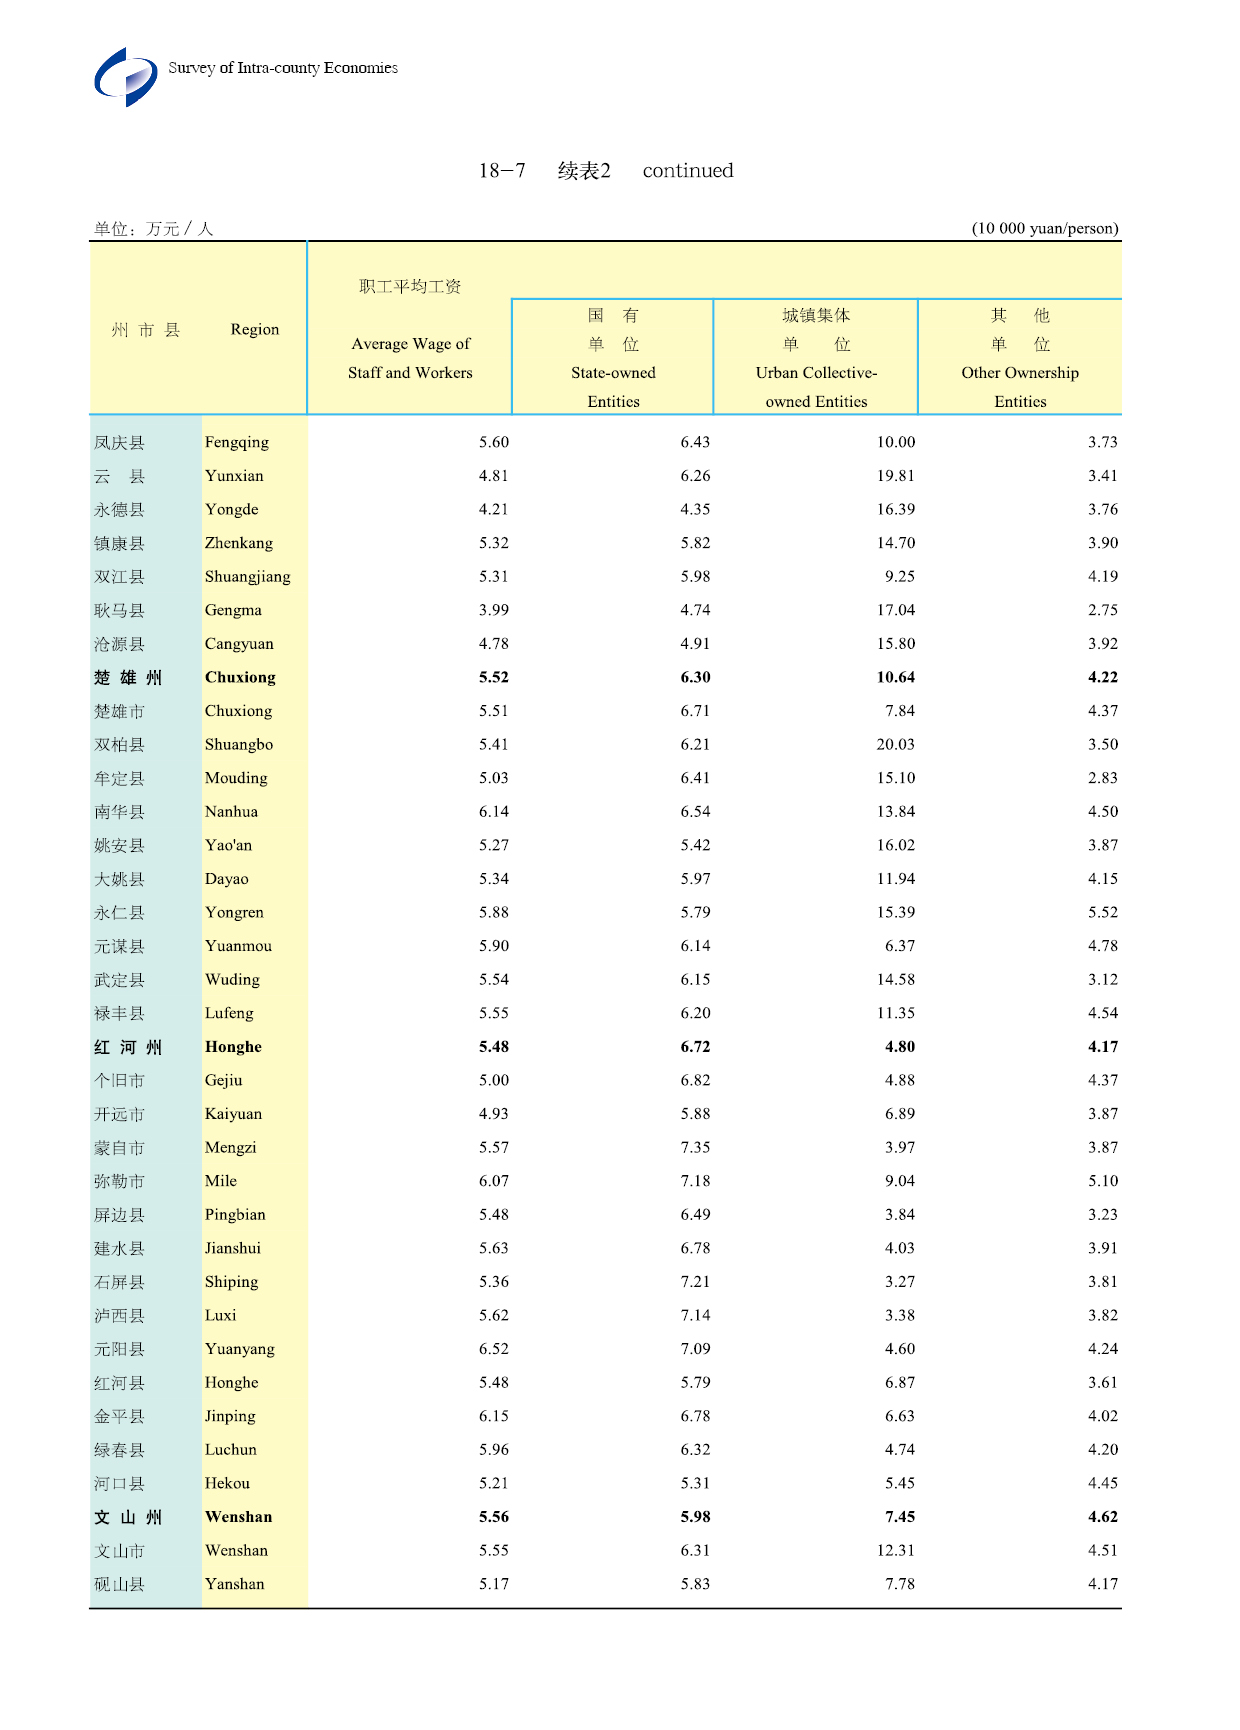 Survey of Intra-county Economies
18-7 续表2 continued
单位：万元／人 (10 000 yuan/person)
职工平均工资
国 有 城镇集体 其 他
州 市 县 Region
Average Wage of 单 位 单 位 单 位
Staff and Workers State-owned Urban Collective- Other Ownership
Entities owned Entities Entities
凤庆县 Fengqing 5.60 6.43 10.00 3.73
云 县 Yunxian 4.81 6.26 19.81 3.41
永德县 Yongde 4.21 4.35 16.39 3.76
镇康县 Zhenkang 5.32 5.82 14.70 3.90
双江县 Shuangjiang 5.31 5.98 9.25 4.19
耿马县 Gengma 3.99 4.74 17.04 2.75
沧源县 Cangyuan 4.78 4.91 15.80 3.92
楚 雄 州 Chuxiong 5.52 6.30 10.64 4.22
楚雄市 Chuxiong 5.51 6.71 7.84 4.37
双柏县 Shuangbo 5.41 6.21 20.03 3.50
牟定县 Mouding 5.03 6.41 15.10 2.83
南华县 Nanhua 6.14 6.54 13.84 4.50
姚安县 Yao'an 5.27 5.42 16.02 3.87
大姚县 Dayao 5.34 5.97 11.94 4.15
永仁县 Yongren 5.88 5.79 15.39 5.52
元谋县 Yuanmou 5.90 6.14 6.37 4.78
武定县 Wuding 5.54 6.15 14.58 3.12
禄丰县 Lufeng 5.55 6.20 11.35 4.54
红 河 州 Honghe 5.48 6.72 4.80 4.17
个旧市 Gejiu 5.00 6.82 4.88 4.37
开远市 Kaiyuan 4.93 5.88 6.89 3.87
蒙自市 Mengzi 5.57 7.35 3.97 3.87
弥勒市 Mile 6.07 7.18 9.04 5.10
屏边县 Pingbian 5.48 6.49 3.84 3.23
建水县 Jianshui 5.63 6.78 4.03 3.91
石屏县 Shiping 5.36 7.21 3.27 3.81
泸西县 Luxi 5.62 7.14 3.38 3.82
元阳县 Yuanyang 6.52 7.09 4.60 4.24
红河县 Honghe 5.48 5.79 6.87 3.61
金平县 Jinping 6.15 6.78 6.63 4.02
绿春县 Luchun 5.96 6.32 4.74 4.20
河口县 Hekou 5.21 5.31 5.45 4.45
文 山 州 Wenshan 5.56 5.98 7.45 4.62
文山市 Wenshan 5.55 6.31 12.31 4.51
砚山县 Yanshan 5.17 5.83 7.78 4.17